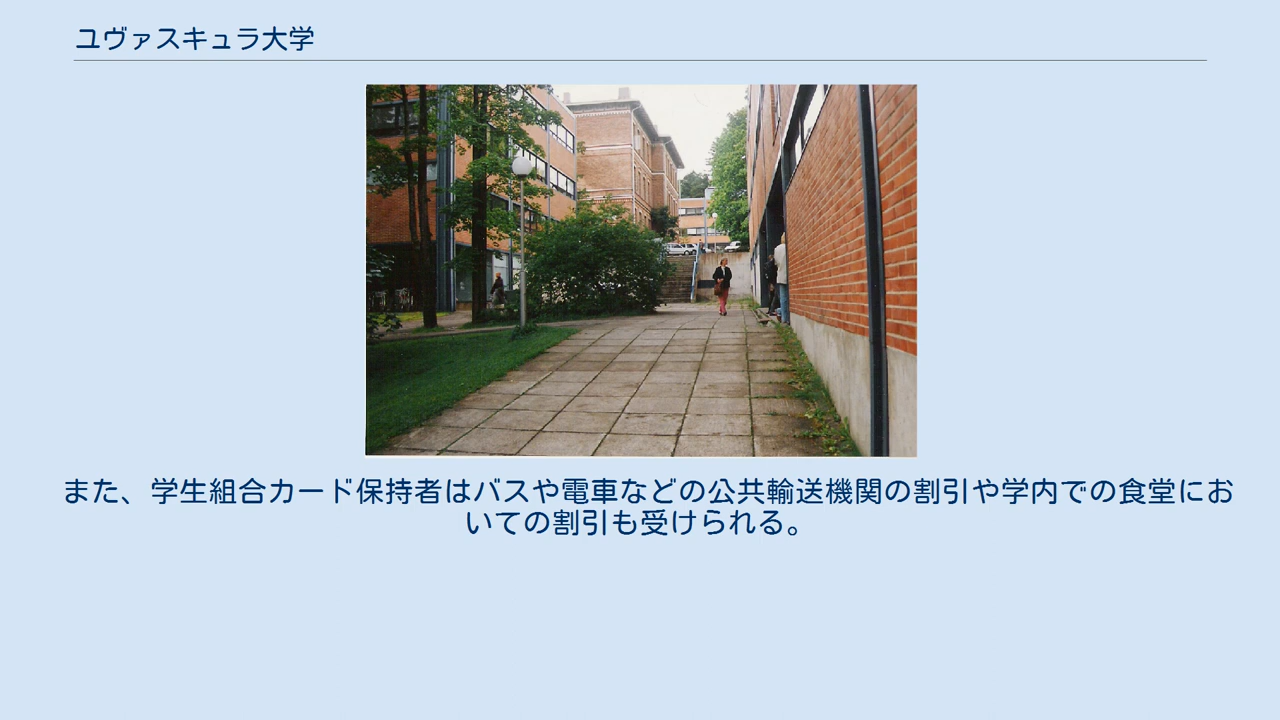 ユヴァスキュラ大学
また、学生組合カード保持者はバスや電車などの公共輸送機関の割引や学内での食堂にお
いての割引も受けられる。